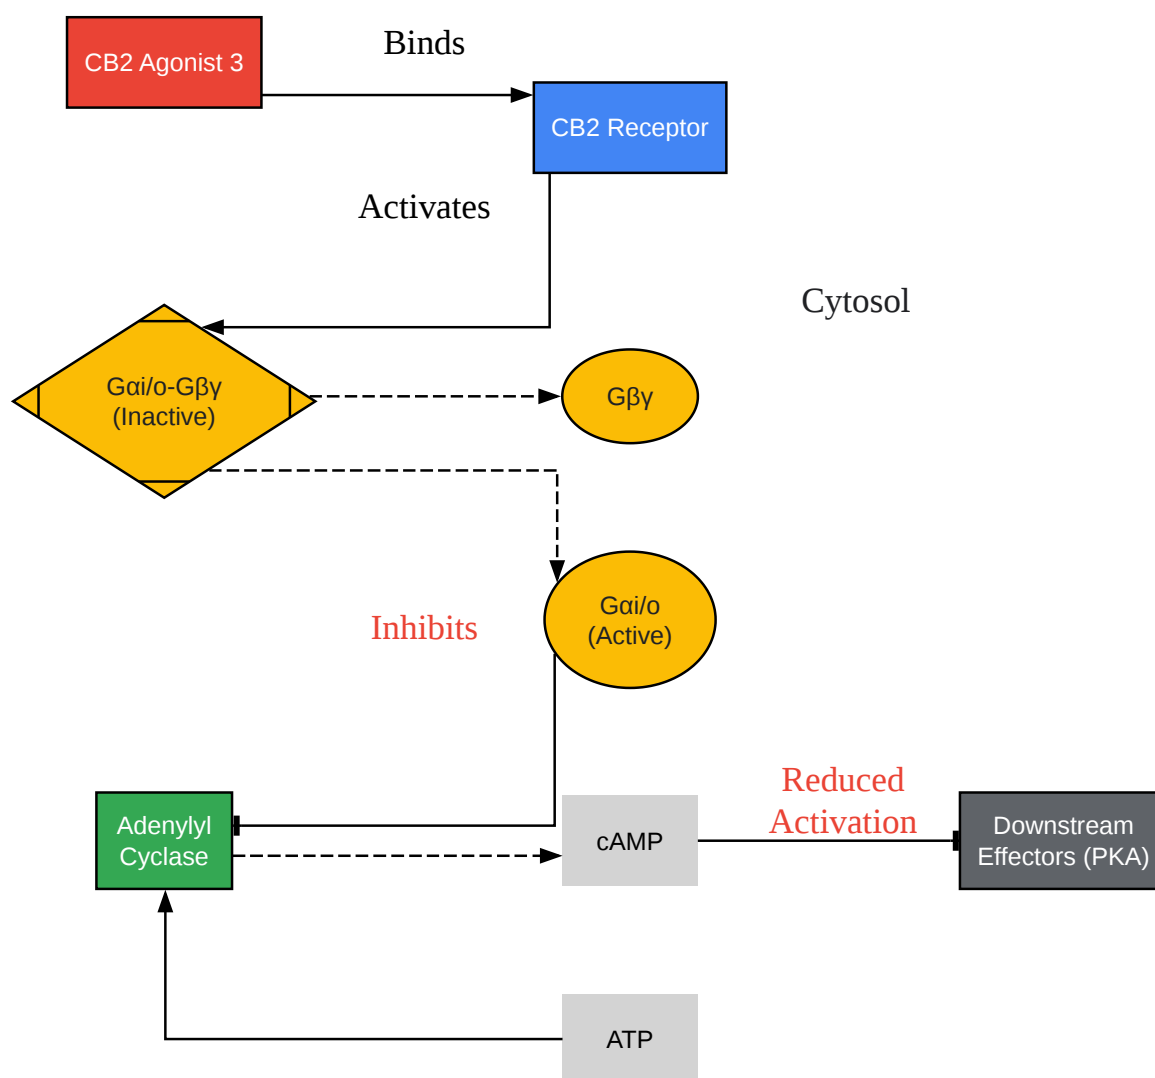 CB2 Agonist 3
Binds
CB2 Receptor
Activates
Cytosol
Gαi/o-Gβγ
(Inactive)
Gβγ
Gαi/o
(Active)
Inhibits
Reduced
Activation
Adenylyl
Cyclase
cAMP
Downstream
Effectors (PKA)
ATP